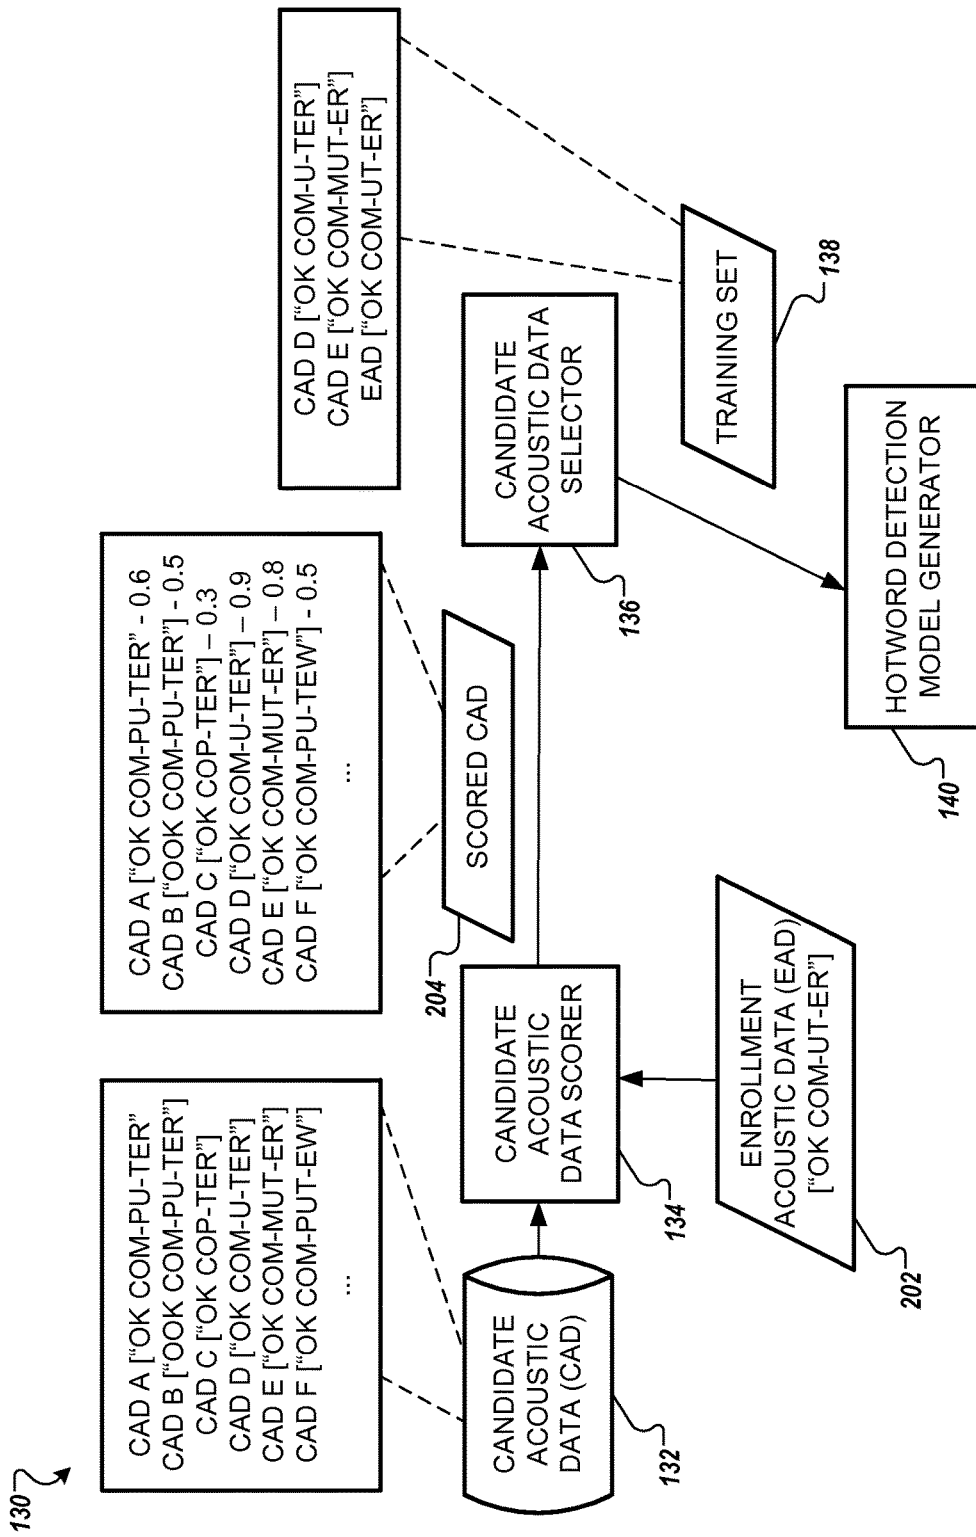 130
CAD A [“OK COM-PU-TER”
CAD B [“OOK COM-PU-TER”]
CAD C [“OK COP-TER”]
CAD D [“OK COM-U-TER”]
CAD E [“OK COM-MUT-ER”]
CAD F [“OK COM-PUT-EW”]
...
CAD A [“OK COM-PU-TER” - 0.6
CAD B [“OOK COM-PU-TER”] - 0.5
CAD C [“OK COP-TER”] – 0.3
CAD D [“OK COM-U-TER”] – 0.9
CAD E [“OK COM-MUT-ER”] – 0.8
CAD F [“OK COM-PU-TEW”] - 0.5
...
CAD D [“OK COM-U-TER”]
CAD E [“OK COM-MUT-ER”]
EAD [“OK COM-UT-ER”]
CANDIDATE
ACOUSTIC
DATA (CAD)
132
CANDIDATE
ACOUSTIC
DATA SCORER
134
204
SCORED CAD
CANDIDATE
ACOUSTIC DATA
SELECTOR
136
TRAINING SET
138
ENROLLMENT
ACOUSTIC DATA (EAD)
[“OK COM-UT-ER”]
202
HOTWORD DETECTION
MODEL GENERATOR
140